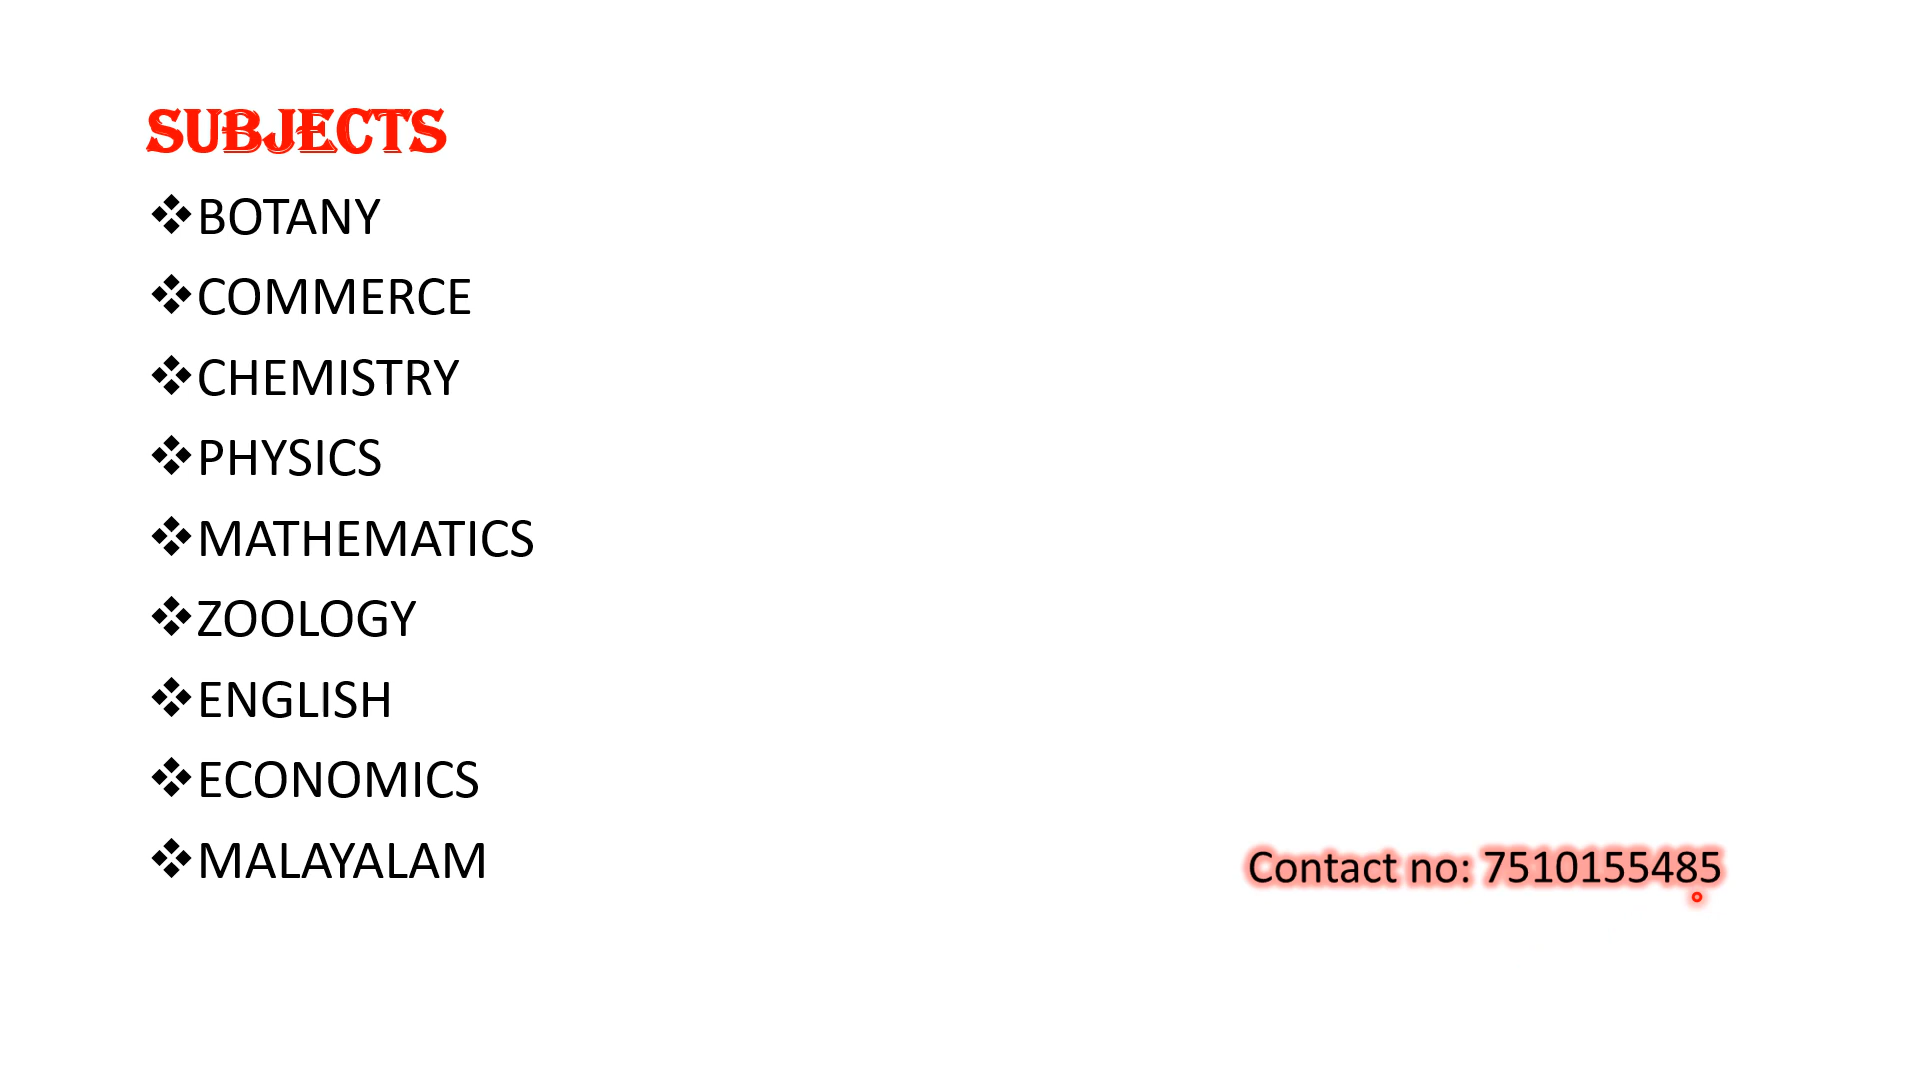 SUBJECTS
❖BOTANY
❖COMMERCE
❖CHEMISTRY
❖PHYSICS
❖MATHEMATICS
❖ZOOLOGY
❖ENGLISH
❖ECONOMICS
❖MALAYALAM
Contact no: 7510155485